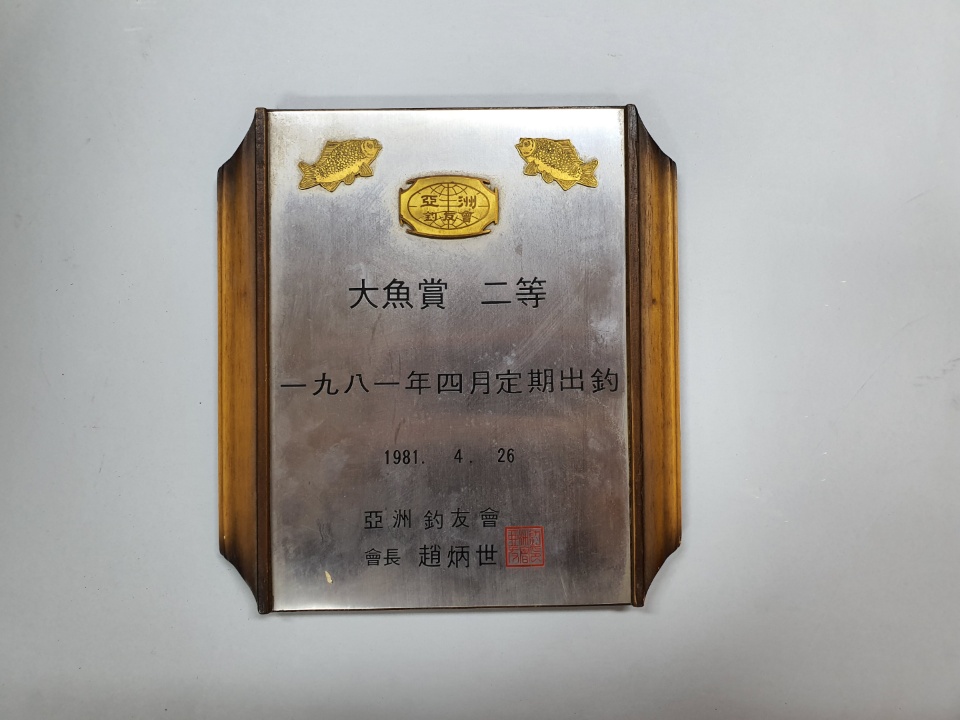 亞洲
釣友會
大魚賞 二等
一九八一年四月定期出釣
1981. 4. 26
亞洲釣友會
會長 趙炳世